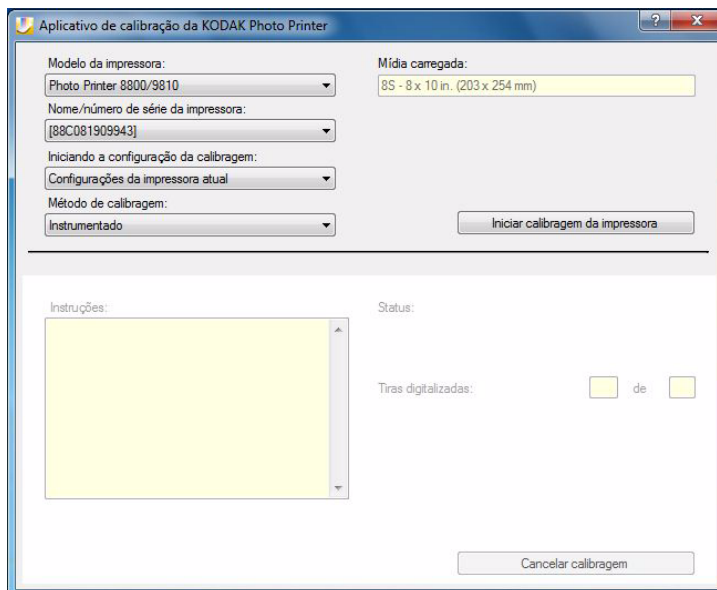 Aplicativo de calibração da KODAK Photo Printer
Modelo da impressora:
Photo Printer 8800/9810
Nome/número de série da impressora:
[88C081909943]
Iniciando a configuração da calibragem:
Configurações da impressora atual
Método de calibragem:
Instrumentado
Mídia carregada:
8S - 8 x 10 in. (203 x 254 mm)
Iniciar calibragem da impressora
Instruções:
Status:
Tiras digitalizadas:
de
Cancelar calibragem